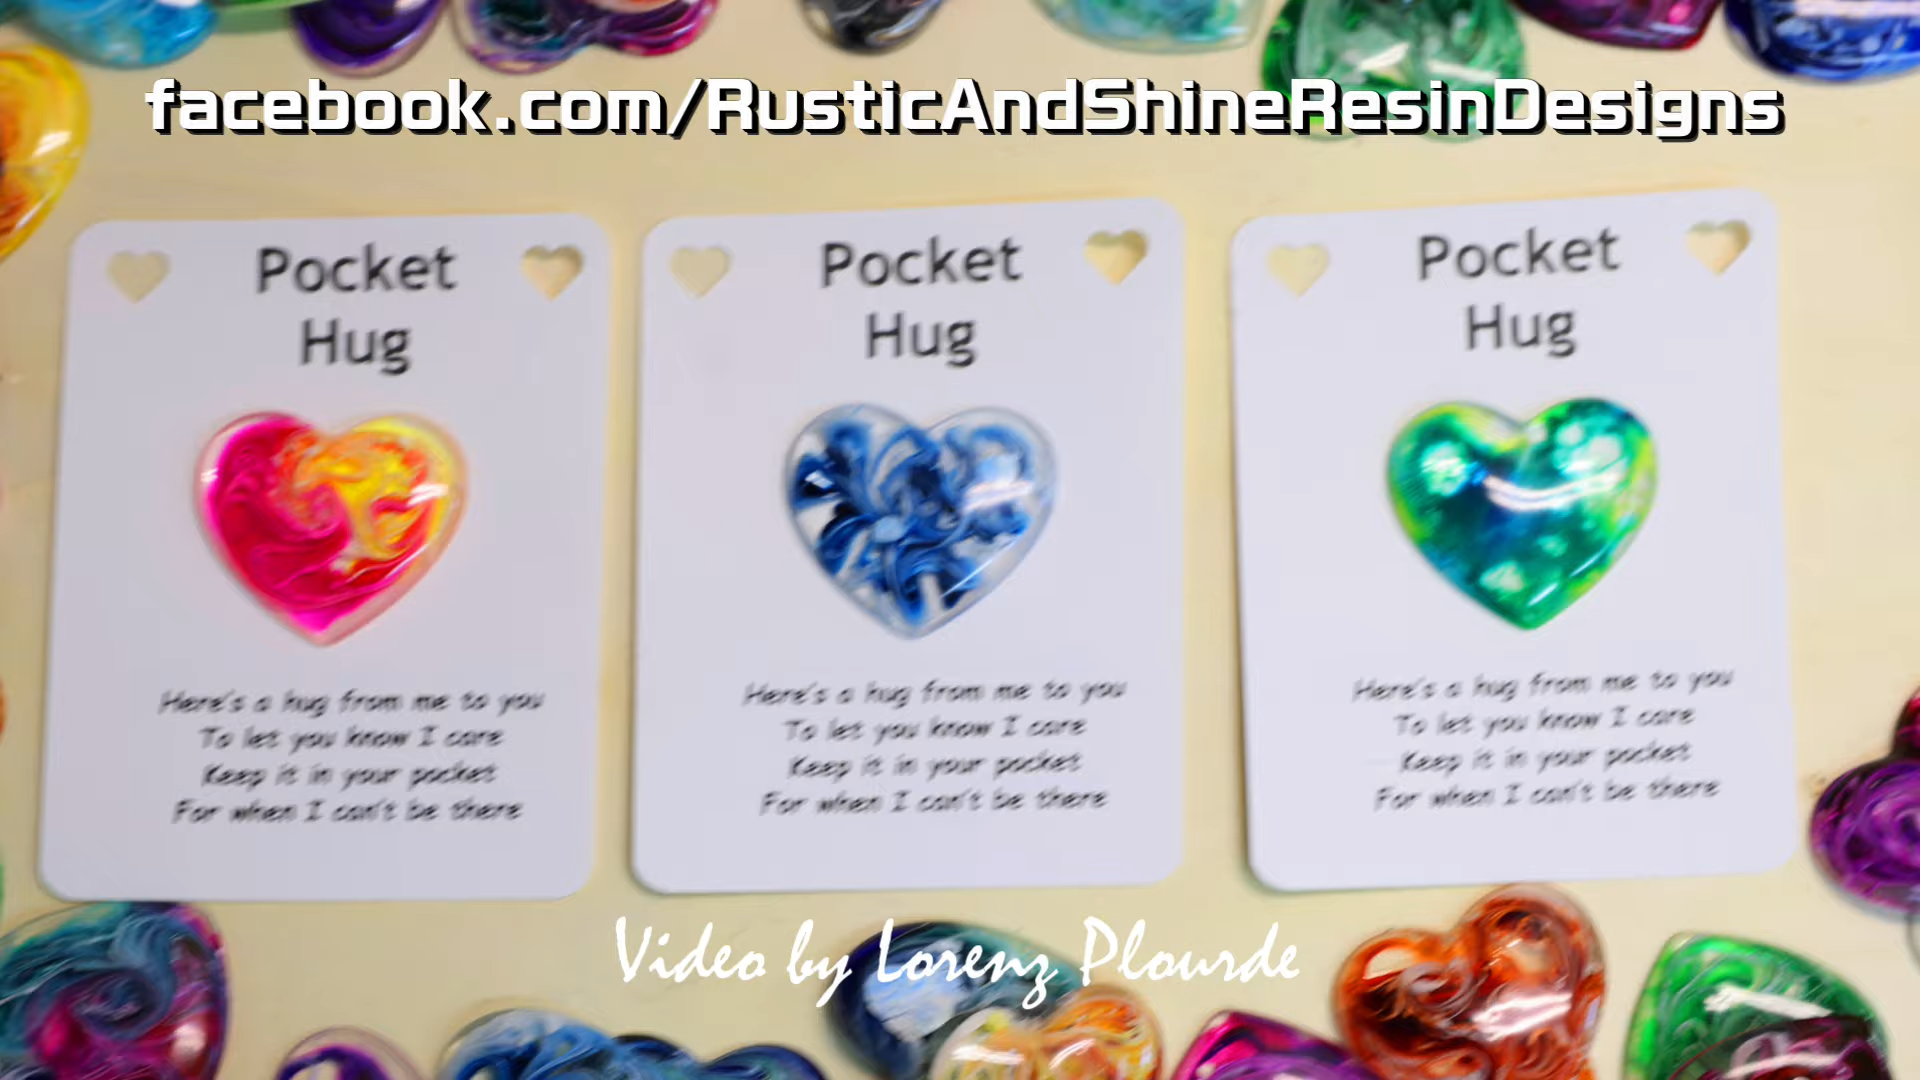 facebook.com/RusticAndShineResinDesigns
Pocket
Hug
Here's a hug from me to you
To let you know I care
Keep it in your pocket
For when I can't be there
Pocket
Hug
Here's a hug from me to you
To let you know I care
Keep it in your pocket
For when I can't be there
Pocket
Hug
Here's a hug from me to you
To let you know I care
Keep it in your pocket
For when I can't be there
Video by Lorenz Plourde